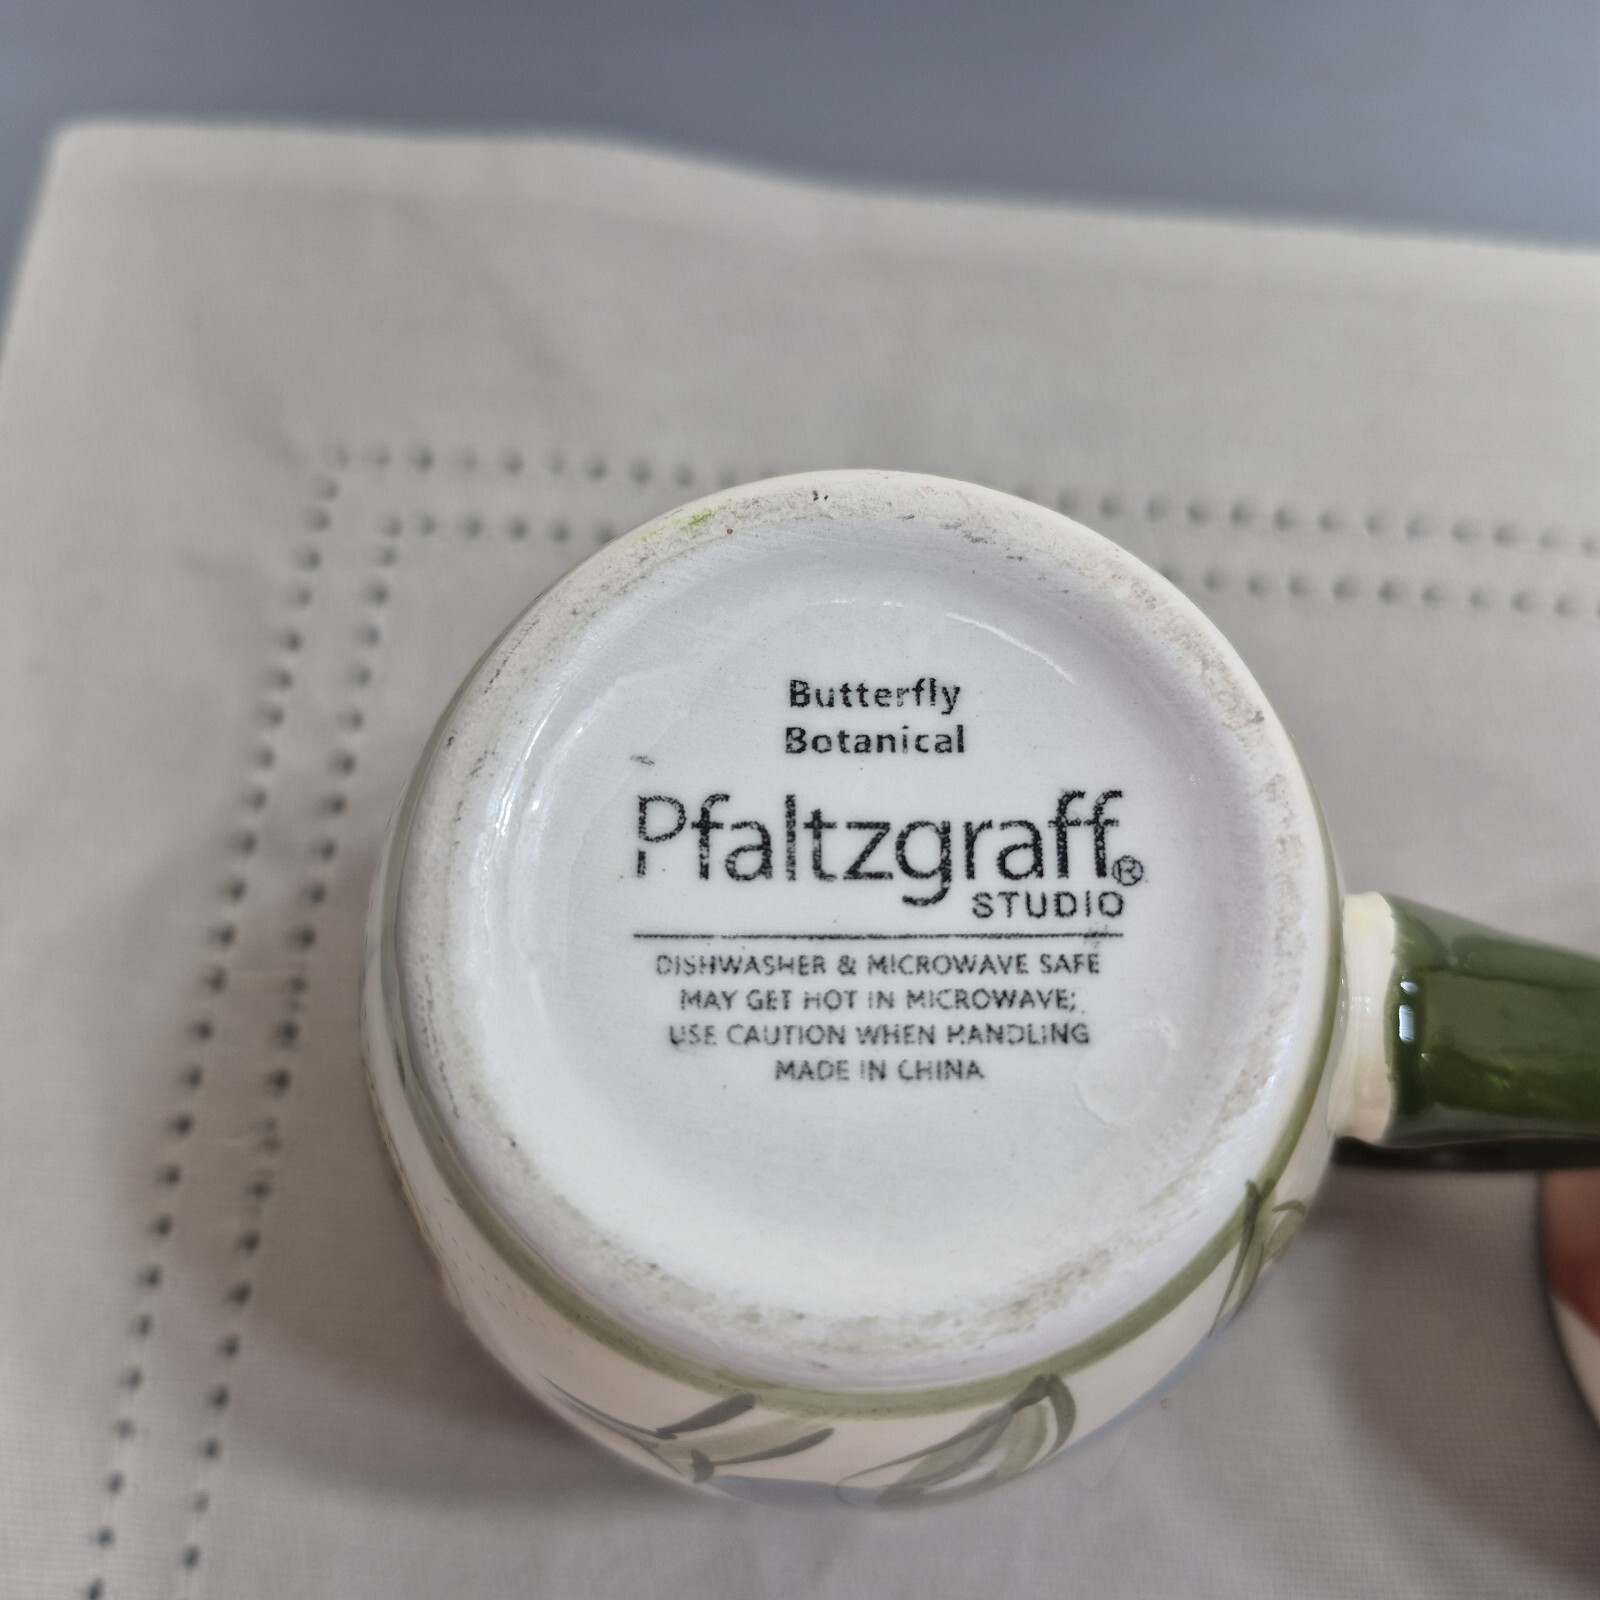 Butterfly
Botanical
Pfaltzgraff®
STUDIO
DISHWASHER & MICROWAVE SAFE
MAY GET HOT IN MICROWAVE;
USE CAUTION WHEN HANDLING
MADE IN CHINA